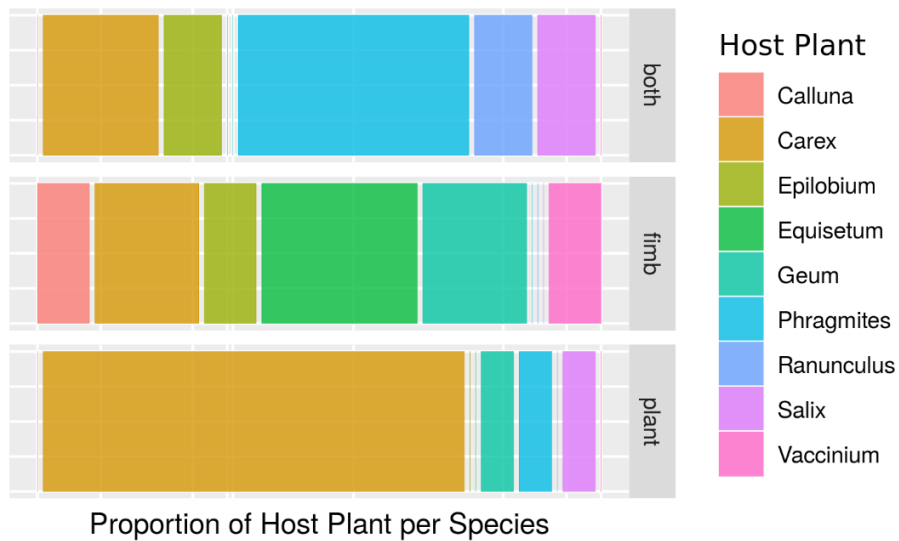 both
fimb
plant
Proportion of Host Plant per Species
Host Plant
Calluna
Carex
Epilobium
Equisetum
Geum
Phragmites
Ranunculus
Salix
Vaccinium